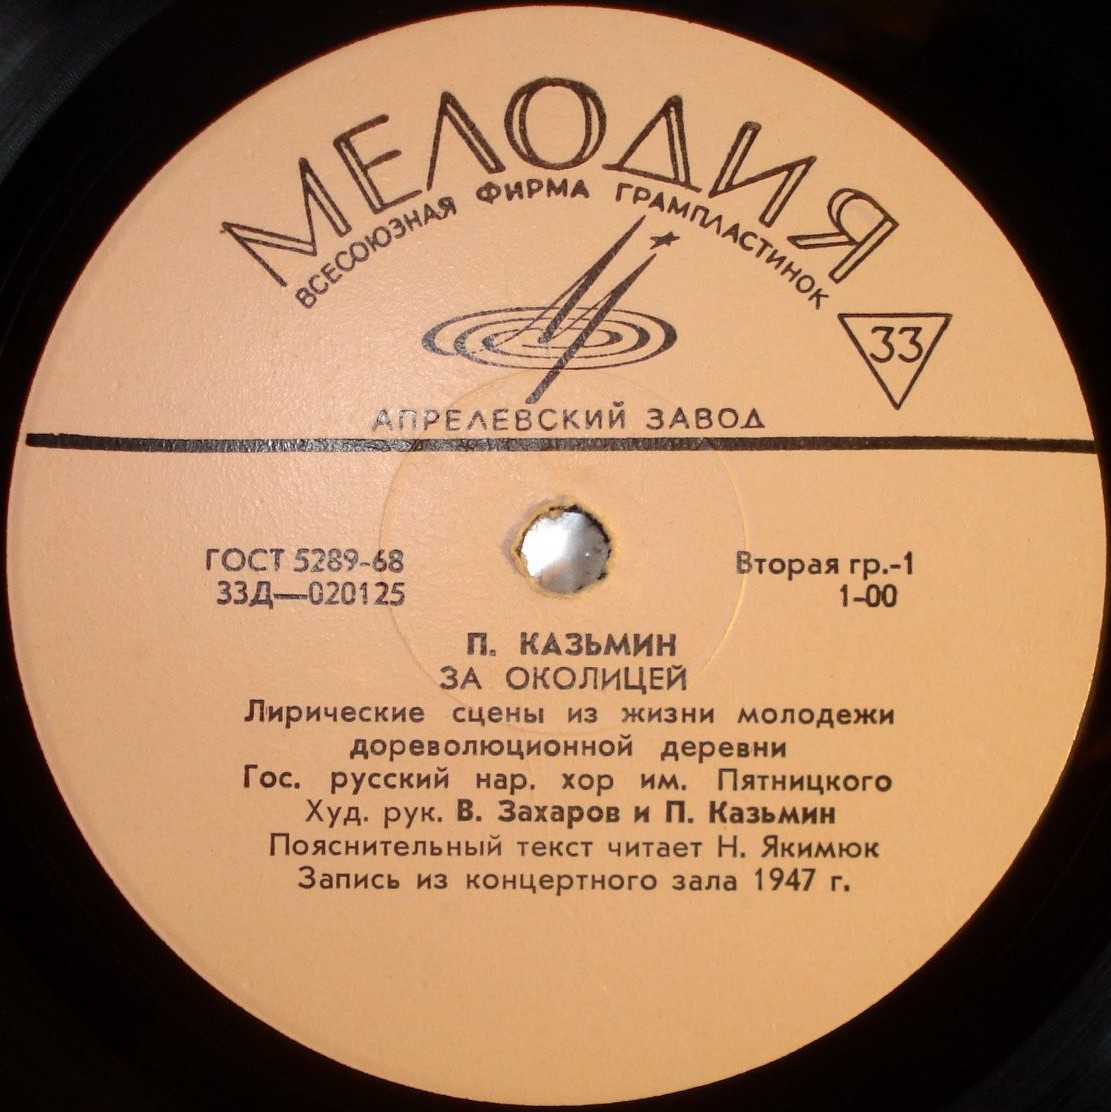 МЕЛОДИЯ
ВСЕСОЮЗНАЯ ФИРМА ГРАМПЛАСТИНОК
33
АПРЕЛЕВСКИЙ ЗАВОД
ГОСТ 5289-68
33Д—020125
Вторая гр.-1
1-00
П. КАЗЬМИН
ЗА ОКОЛИЦЕЙ
Лирические сцены из жизни молодежи
дореволюционной деревни
Гос. русский нар. хор им. Пятницкого
Худ. рук. В. Захаров и П. Казьмин
Пояснительный текст читает Н. Якимюк
Запись из концертного зала 1947 г.